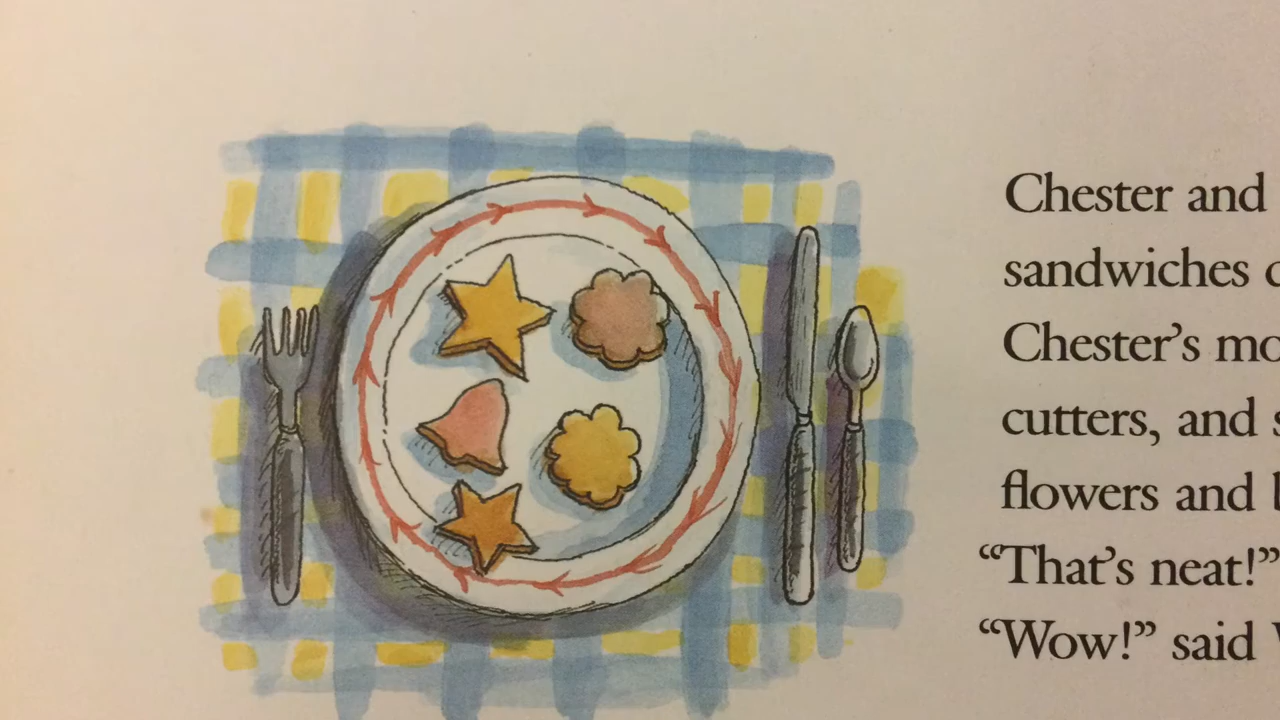 Chester and
sandwiches
Chester's
cutters, and
flowers and
“That's neat!”
“Wow!” said